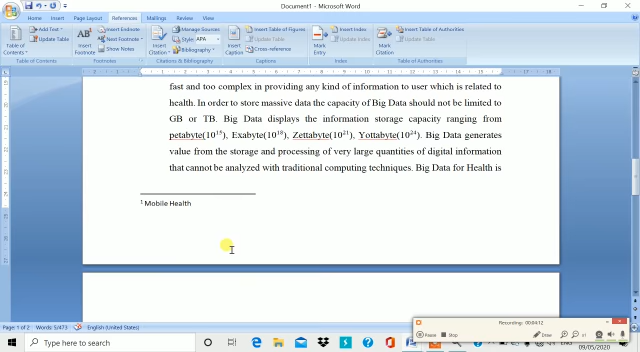 Document1 - Microsoft Word
Home Insert Page Layout References Mailings Review View
Add Text
Update Table
Table of Contents
AB¹
Insert Footnote
Insert Endnote
Next Footnote
Show Notes
Insert Citation
Manage Sources
Style: APA
Bibliography
Insert Caption
Insert Table of Figures
Update Table
Cross-reference
Mark Entry
Insert Index
Update Index
Mark Citation
Insert Table of Authorities
Update Table
Table of Contents Footnotes Citations & Bibliography Captions Index Table of Authorities
fast and too complex in providing any kind of information to user which is related to
health. In order to store massive data the capacity of Big Data should not be limited to
GB or TB. Big Data displays the information storage capacity ranging from
petabyte(10¹⁵), Exabyte(10¹⁸), Zettabyte(10²¹), Yottabyte(10²⁴). Big Data generates
value from the storage and processing of very large quantities of digital information
that cannot be analyzed with traditional computing techniques. Big Data for Health is
¹ Mobile Health
Recording: 00:04:12
Pause Stop Draw
Page: 1 of 2 Words: 5/473 English (United States)
Type here to search
09/05/2020